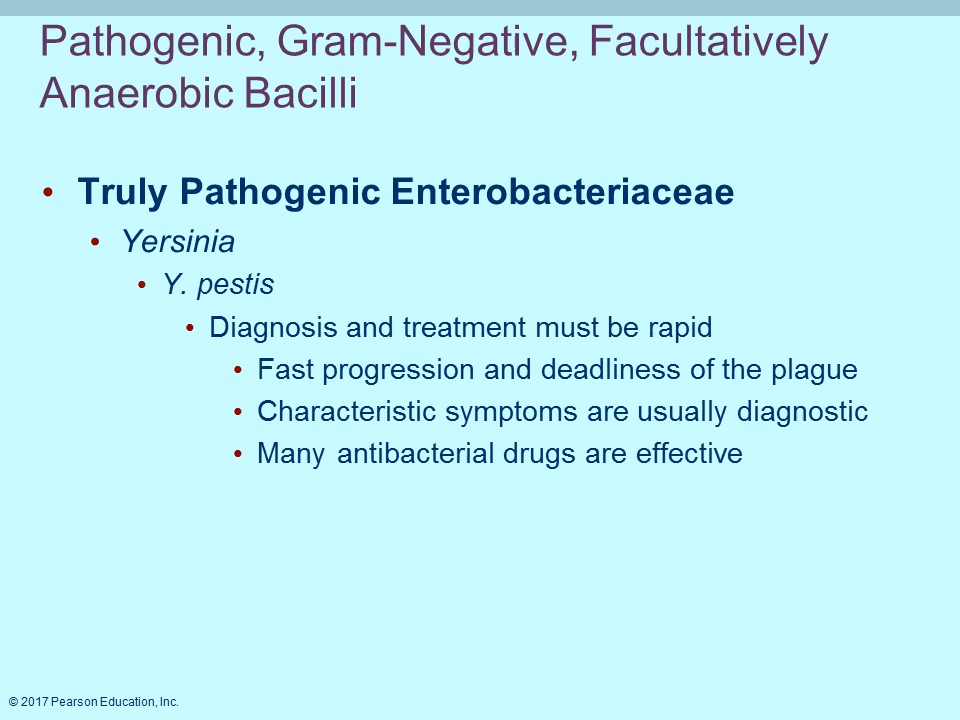 Pathogenic, Gram-Negative, Facultatively
Anaerobic Bacilli
• Truly Pathogenic Enterobacteriaceae
• Yersinia
• Y. pestis
• Diagnosis and treatment must be rapid
• Fast progression and deadliness of the plague
• Characteristic symptoms are usually diagnostic
• Many antibacterial drugs are effective
© 2017 Pearson Education, Inc.